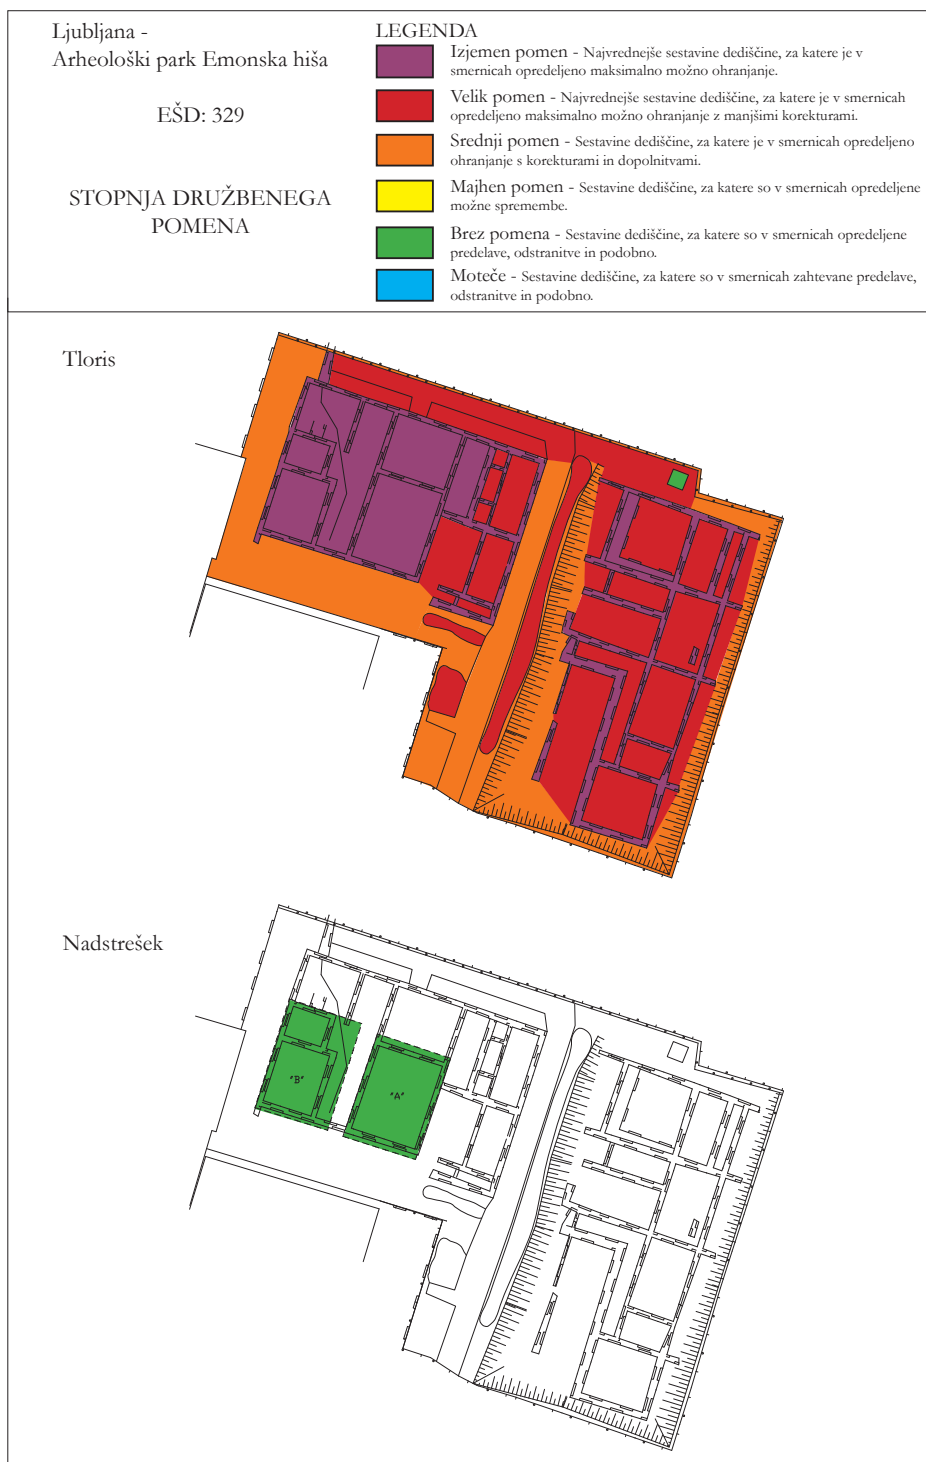 Ljubljana -
Arheološki park Emonska hiša
EŠD: 329
STOPNJA DRUŽBENEGA
POMENA
LEGENDA
Izjemen pomen - Najvrednejše sestavine dediščine, za katere je v
smernicah opredeljeno maksimalno možno ohranjanje.
Velik pomen - Najvrednejše sestavine dediščine, za katere je v smernicah
opredeljeno maksimalno možno ohranjanje z manjšimi korekturami.
Srednji pomen - Sestavine dediščine, za katere je v smernicah opredeljeno
ohranjanje s korekturami in dopolnitvami.
Majhen pomen - Sestavine dediščine, za katere so v smernicah opredeljene
možne spremembe.
Brez pomena - Sestavine dediščine, za katere so v smernicah opredeljene
predelave, odstranitve in podobno.
Moteče - Sestavine dediščine, za katere so v smernicah zahtevane predelave,
odstranitve in podobno.
Tloris
Nadstrešek
"B"
"A"